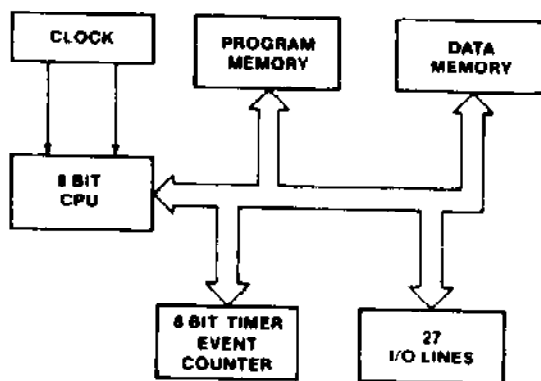 CLOCK
PROGRAM
MEMORY
DATA
MEMORY
8 BIT
CPU
8 BIT TIMER
EVENT
COUNTER
27
I/O LINES